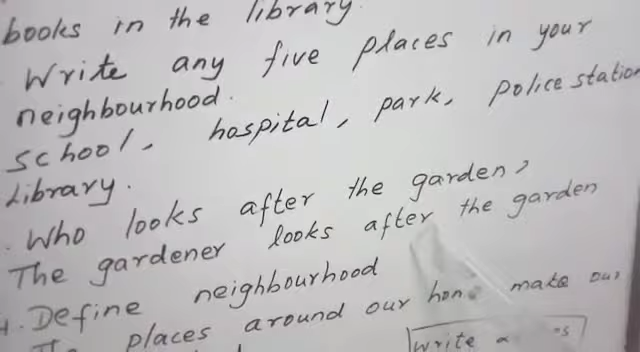 books in the library.
Write any five places in your
neighbourhood.
school, hospital, park, police station
Library.
. Who looks after the garden?
The gardener looks after the garden
4. Define neighbourhood
places around our make our
Write